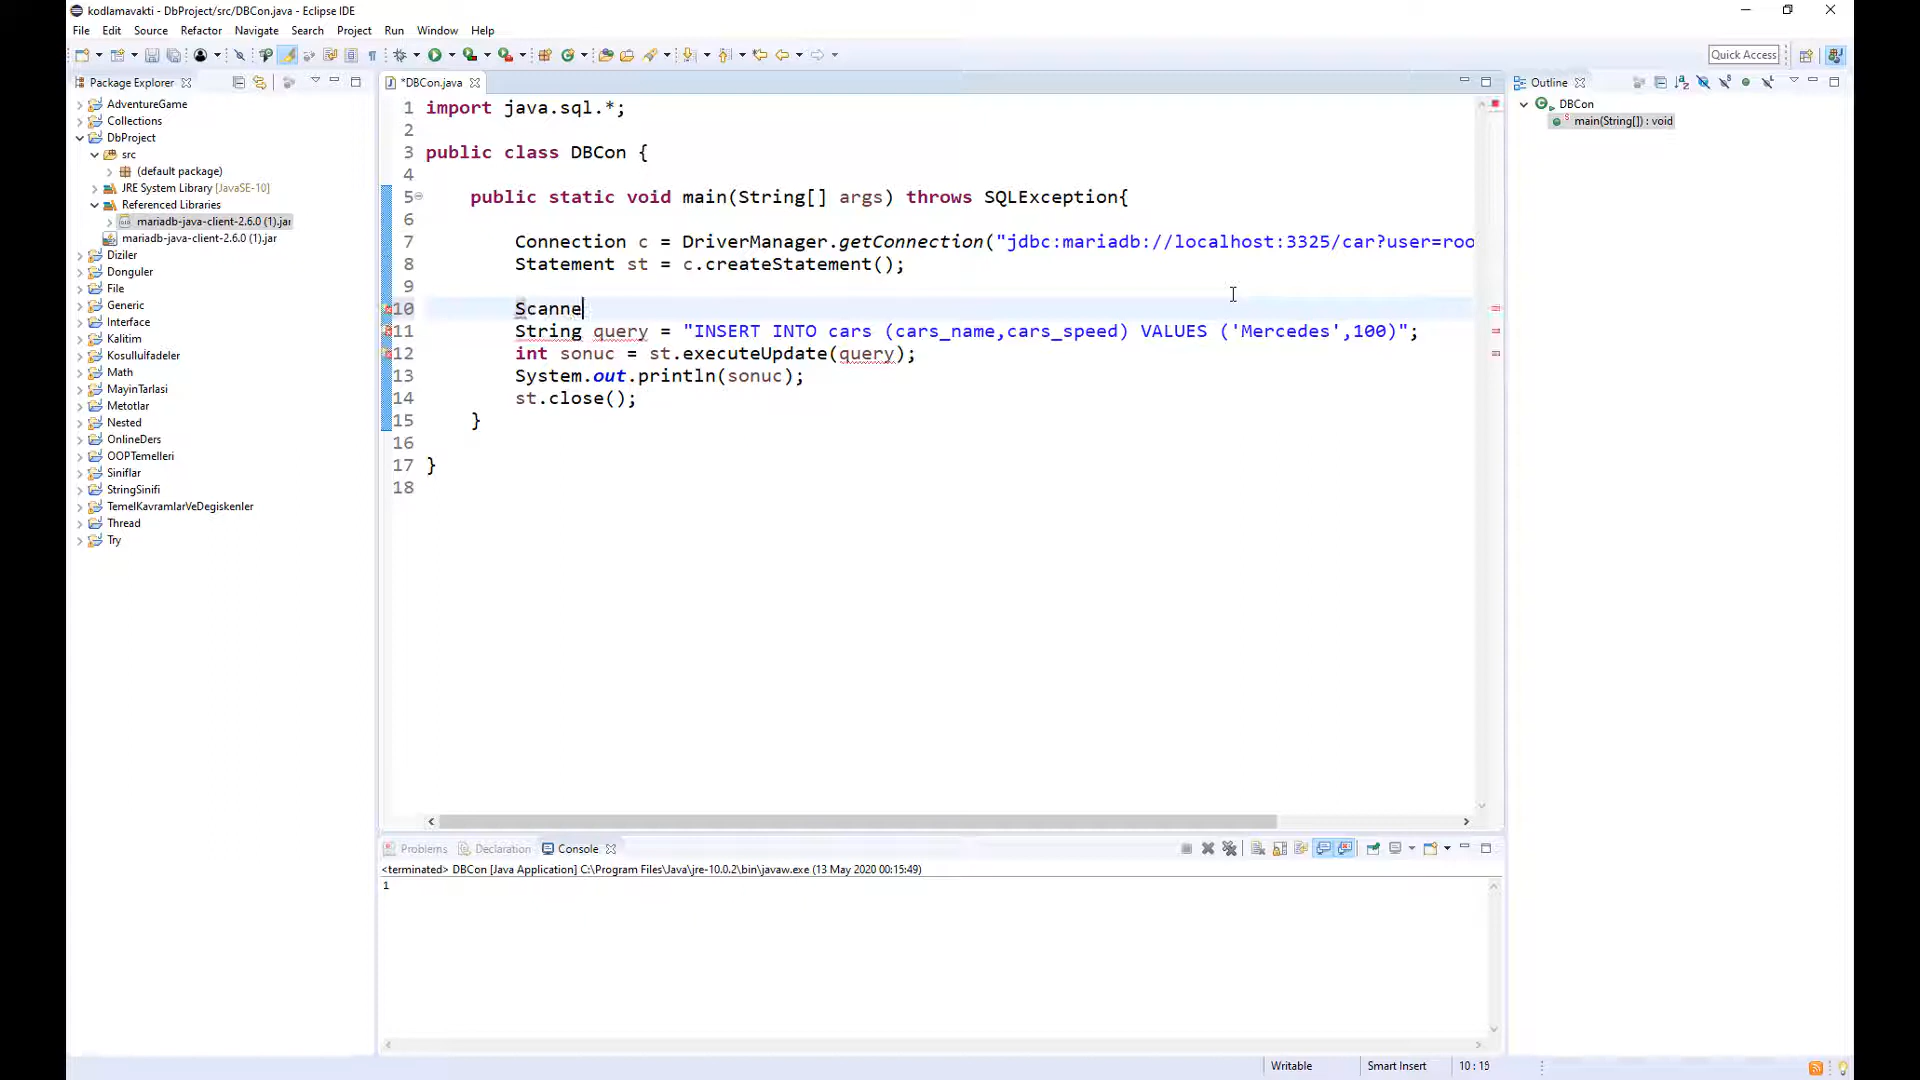 kodlamavakti - DbProject/src/DBCon.java - Eclipse IDE
File Edit Source Refactor Navigate Search Project Run Window Help
Quick Access
Package Explorer
AdventureGame
Collections
DbProject
src
(default package)
JRE System Library [JavaSE-10]
Referenced Libraries
mariadb-java-client-2.6.0 (1).jar
mariadb-java-client-2.6.0 (1).jar
Diziler
Donguler
File
Generic
Interface
Kalitim
Kosullufadeler
Math
MayinTarlasi
Metotlar
Nested
OnlineDers
OOPTemelleri
Siniflar
StringSinifi
TemelKavramlarVeDegiskenler
Thread
Try
*DBCon.java
1 import java.sql.*;
2
3 public class DBCon {
4
5 public static void main(String[] args) throws SQLException{
6
7 Connection c = DriverManager.getConnection("jdbc:mariadb://localhost:3325/car?user=roo
8 Statement st = c.createStatement();
9
10 Scanne
11 String query = "INSERT INTO cars (cars_name,cars_speed) VALUES ('Mercedes',100)";
12 int sonuc = st.executeUpdate(query);
13 System.out.println(sonuc);
14 st.close();
15 }
16
17 }
18
Outline
DBCon
main(String[]) : void
Problems Declaration Console
<terminated> DBCon [Java Application] C:\Program Files\Java\jre-10.0.2\bin\javaw.exe (13 May 2020 00:15:49)
1
Writable Smart Insert 10 : 15